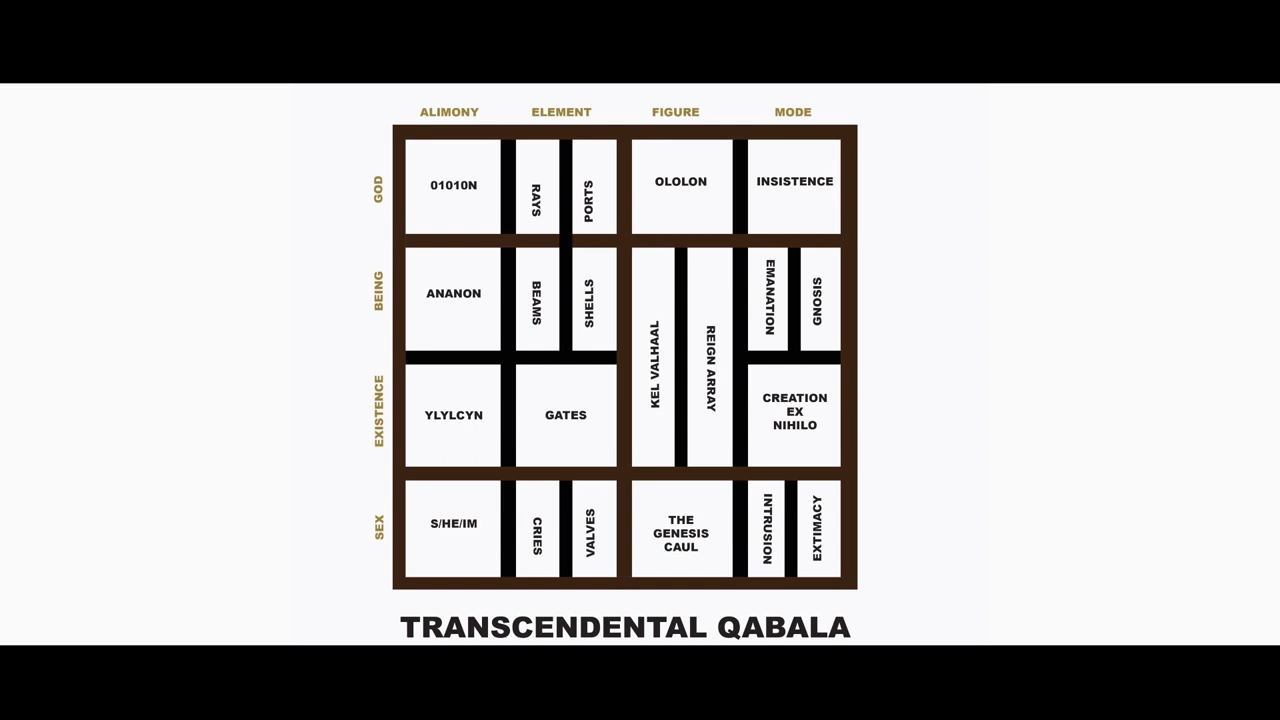 ALIMONY
ELEMENT
FIGURE
MODE
GOD
01010N
RAYS
PORTS
OLOLON
INSISTENCE
BEING
ANANON
BEAMS
SHELLS
KEL VALHAAL
REIGN ARRAY
EMANATION
GNOSIS
EXISTENCE
YLYLCYN
GATES
CREATION
EX
NIHILO
SEX
S/HE/IM
CRIES
VALVES
THE
GENESIS
CAUL
INTRUSION
EXTIMACY
TRANSCENDENTAL QABALA